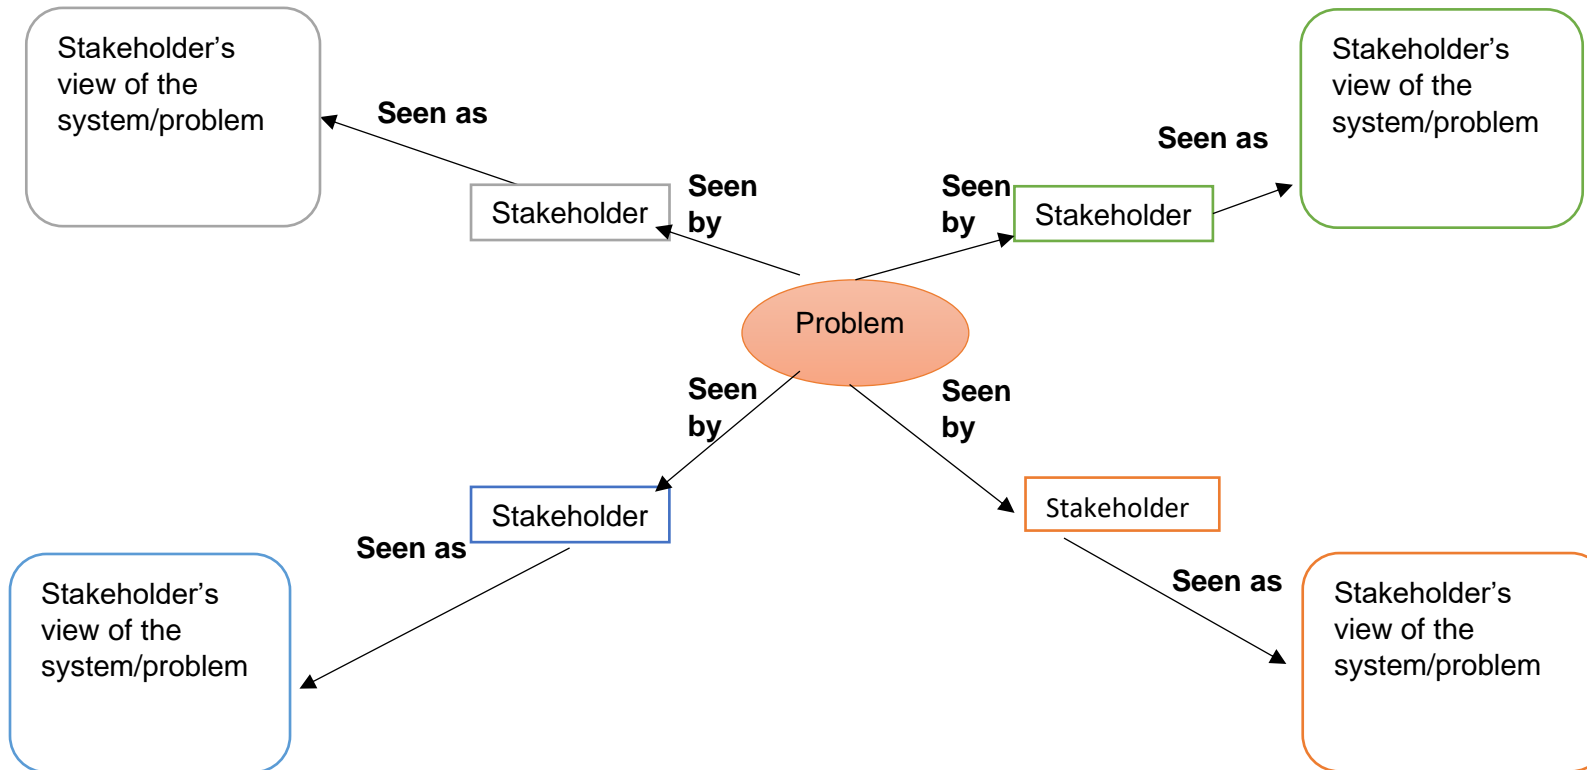 Stakeholder’s
view of the
system/problem
Seen as
Stakeholder
Seen
by
Seen
by
Stakeholder
Seen as
Stakeholder’s
view of the
system/problem
Problem
Seen
by
Seen
by
Stakeholder
Seen as
Stakeholder’s
view of the
system/problem
Stakeholder
Seen as
Stakeholder’s
view of the
system/problem